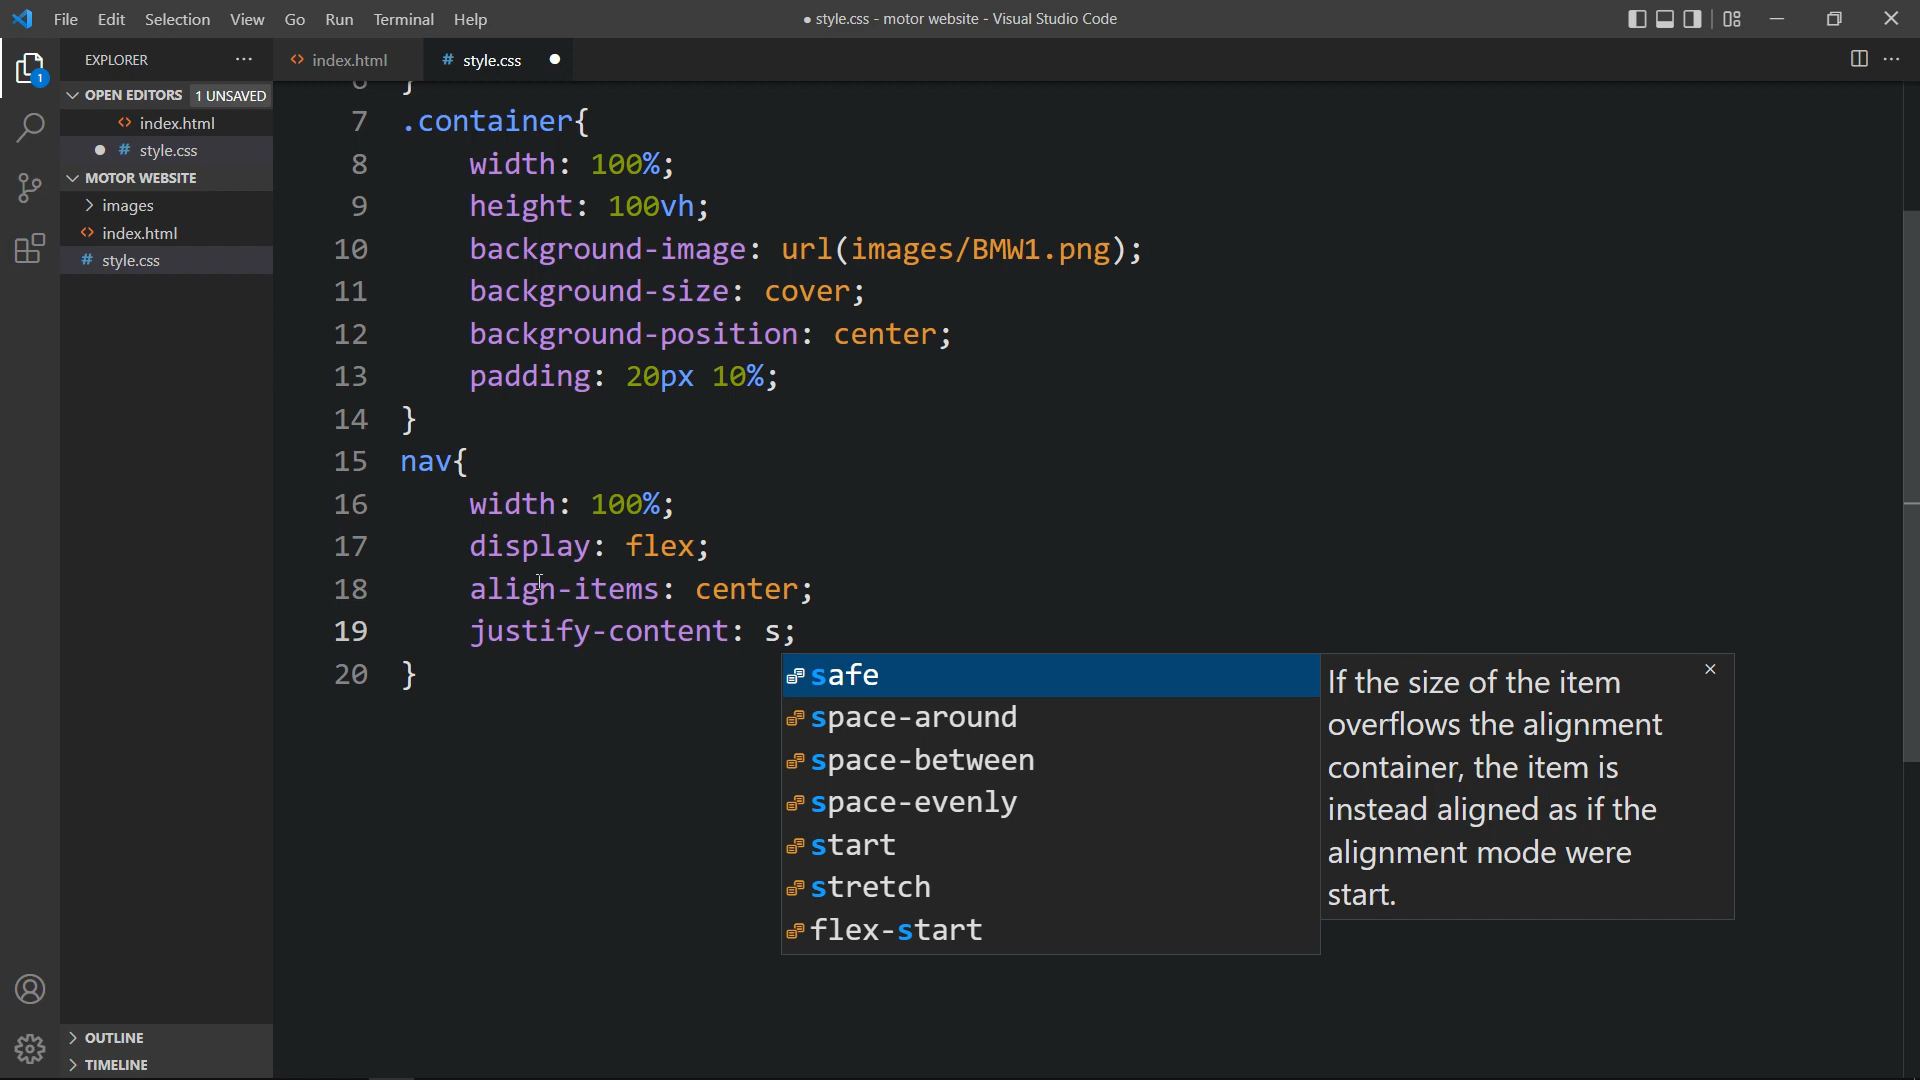 File Edit Selection View Go Run Terminal Help
● style.css - motor website - Visual Studio Code
EXPLORER
1
OPEN EDITORS 1 UNSAVED
<> index.html
● # style.css
MOTOR WEBSITE
images
<> index.html
# style.css
OUTLINE
TIMELINE
<> index.html
# style.css ●
6 }
7 .container{
8 width: 100%;
9 height: 100vh;
10 background-image: url(images/BMW1.png);
11 background-size: cover;
12 background-position: center;
13 padding: 20px 10%;
14 }
15 nav{
16 width: 100%;
17 display: flex;
18 align-items: center;
19 justify-content: s;
20 }
safe
space-around
space-between
space-evenly
start
stretch
flex-start
If the size of the item
overflows the alignment
container, the item is
instead aligned as if the
alignment mode were
start.